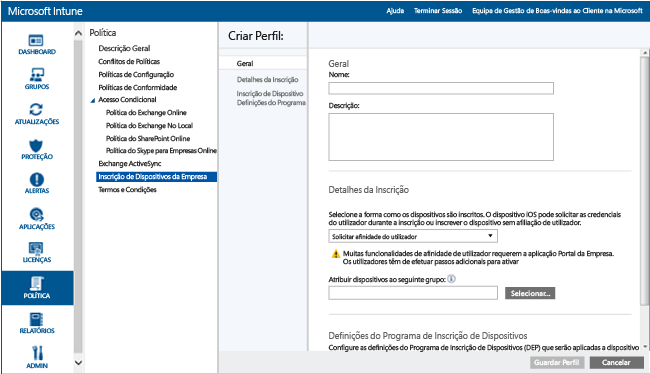 Microsoft Intune
Ajuda
Terminar Sessão
Equipa de Gestão de Boas-vindas ao Cliente na Microsoft
DASHBOARD
GRUPOS
ATUALIZAÇÕES
PROTEÇÃO
ALERTAS
APLICAÇÕES
LICENÇAS
POLÍTICA
RELATÓRIOS
ADMIN
Política
Descrição Geral
Conflitos de Políticas
Políticas de Configuração
Políticas de Conformidade
Acesso Condicional
Política do Exchange Online
Política do Exchange No Local
Política do SharePoint Online
Política do Skype para Empresas Online
Exchange ActiveSync
Inscrição de Dispositivos da Empresa
Termos e Condições
Criar Perfil:
Geral
Detalhes da Inscrição
Inscrição de Dispositivo
Definições do Programa
Geral
Nome:
Descrição:
Detalhes da Inscrição
Selecione a forma como os dispositivos são inscritos. O dispositivo iOS pode solicitar as credenciais
do utilizador durante a inscrição ou inscrever o dispositivo sem afiliação de utilizador.
Solicitar afinidade do utilizador
Muitas funcionalidades de afinidade de utilizador requerem a aplicação Portal da Empresa.
Os utilizadores têm de efetuar passos adicionais para ativar
Atribuir dispositivos ao seguinte grupo:
Selecionar...
Definições do Programa de Inscrição de Dispositivos
Configure as definições do Programa de Inscrição de Dispositivos (DEP) que serão aplicadas a dispositivo
Guardar Perfil
Cancelar